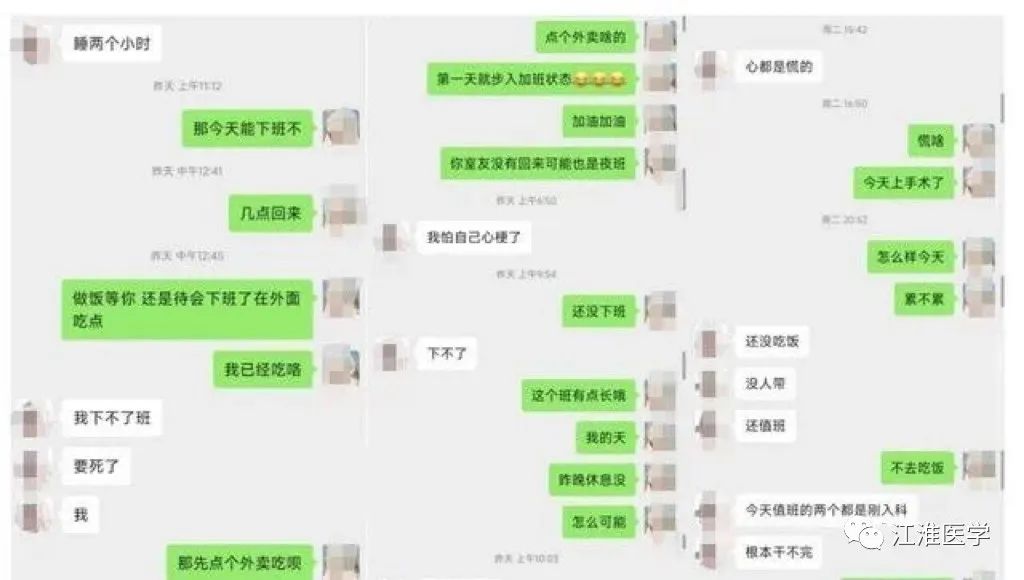 睡两个小时
昨天 上午11:12
那今天能下班不
昨天 中午12:41
几点回来
昨天 中午12:45
做饭等你 还是待会下班了在外面
吃点
我已经吃咯
我下不了班
要死了
我
那先点个外卖吃呗
点个外卖啥的
第一天就步入加班状态😂😂😂
加油加油
你室友没有回来可能也是夜班
昨天 上午6:50
我怕自己心梗了
昨天 上午9:54
还没下班
下不了
这个班有点长哦
我的天
昨晚休息没
怎么可能
昨天 上午10:03
周二 16:42
心都是慌的
周二 16:50
慌啥
今天上手术了
周二 20:52
怎么样今天
累不累
还没吃饭
没人带
还值班
不去吃饭
今天值班的两个都是刚入科
根本干不完
江淮医学